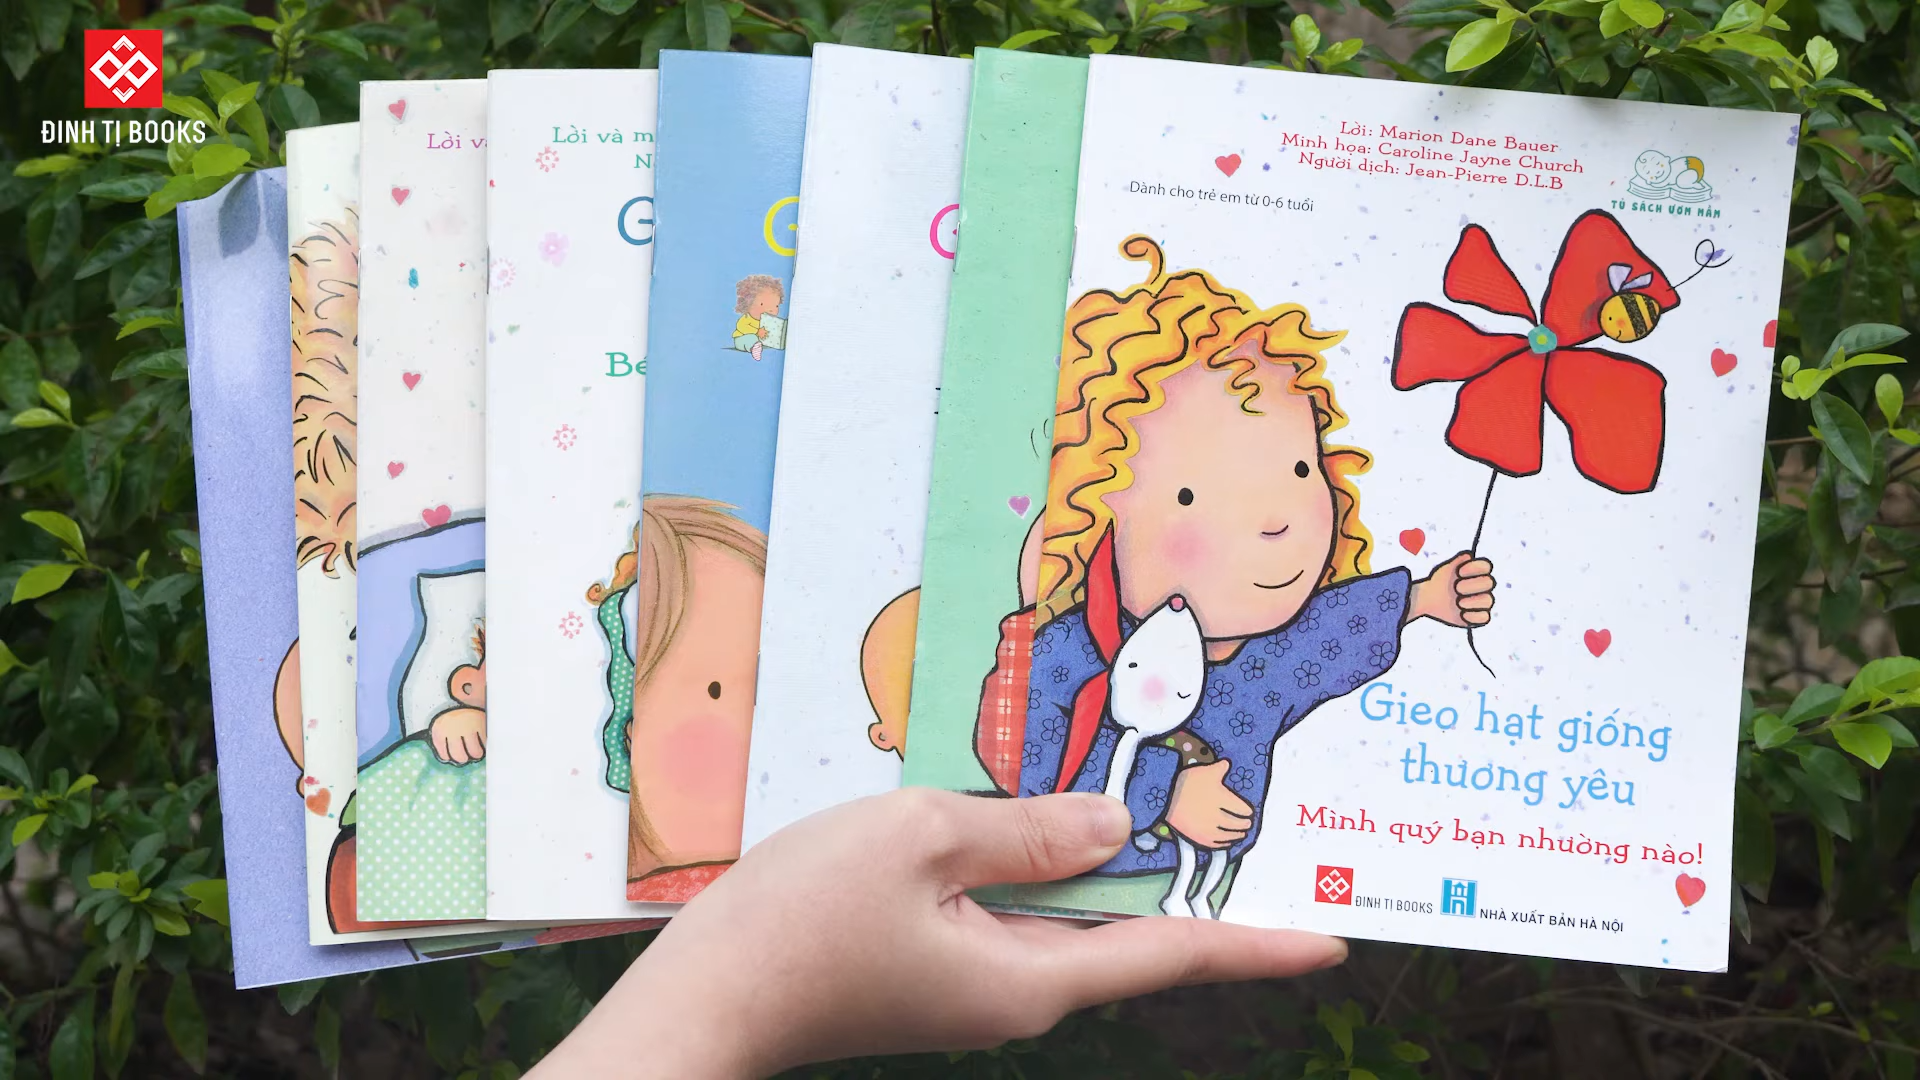 ĐINH TỊ BOOKS
Lời và
Lời và m
Bé
Lời: Marion Dane Bauer
Minh họa: Caroline Jayne Church
Người dịch: Jean-Pierre D.L.B
Dành cho trẻ em từ 0-6 tuổi
TỦ SÁCH ƯƠM MẦM
Gieo hạt giống
thương yêu
Mình quý bạn nhường nào!
ĐINH TỊ BOOKS
NHÀ XUẤT BẢN HÀ NỘI